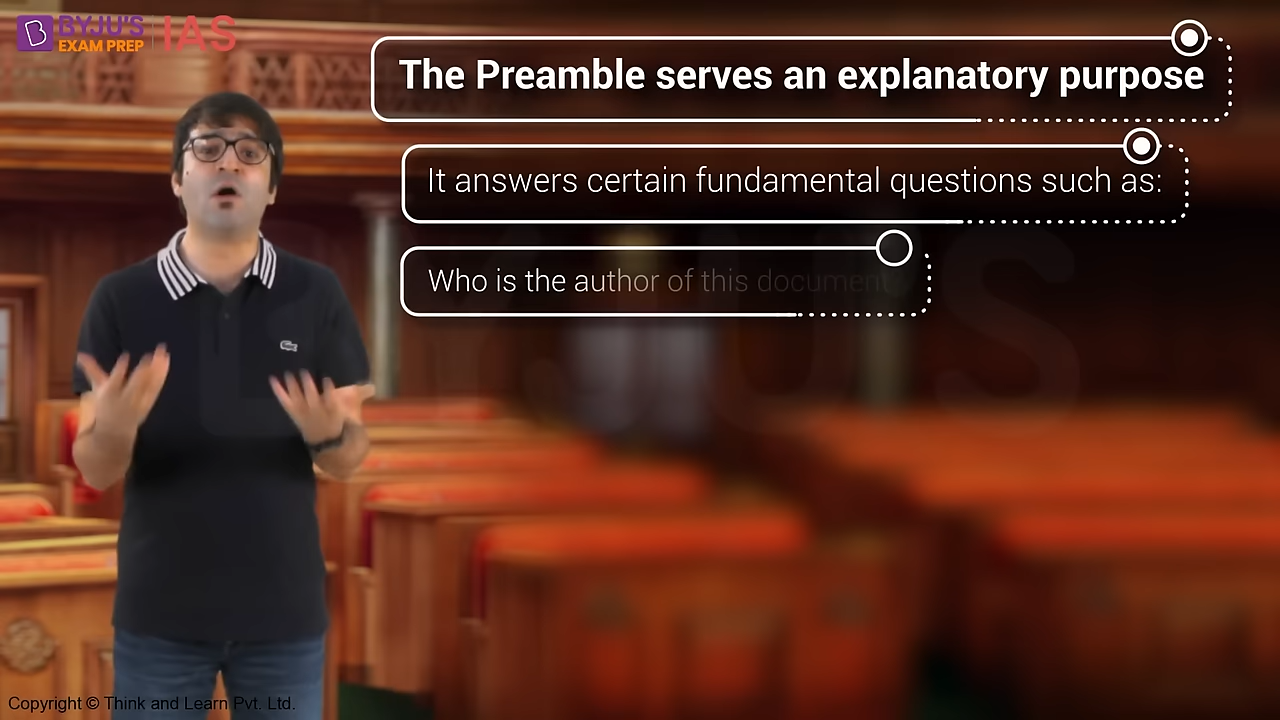 BYJU'S IAS
EXAM PREP
The Preamble serves an explanatory purpose
It answers certain fundamental questions such as:
Who is the author of this document
BYJU'S
Copyright © Think and Learn Pvt. Ltd.